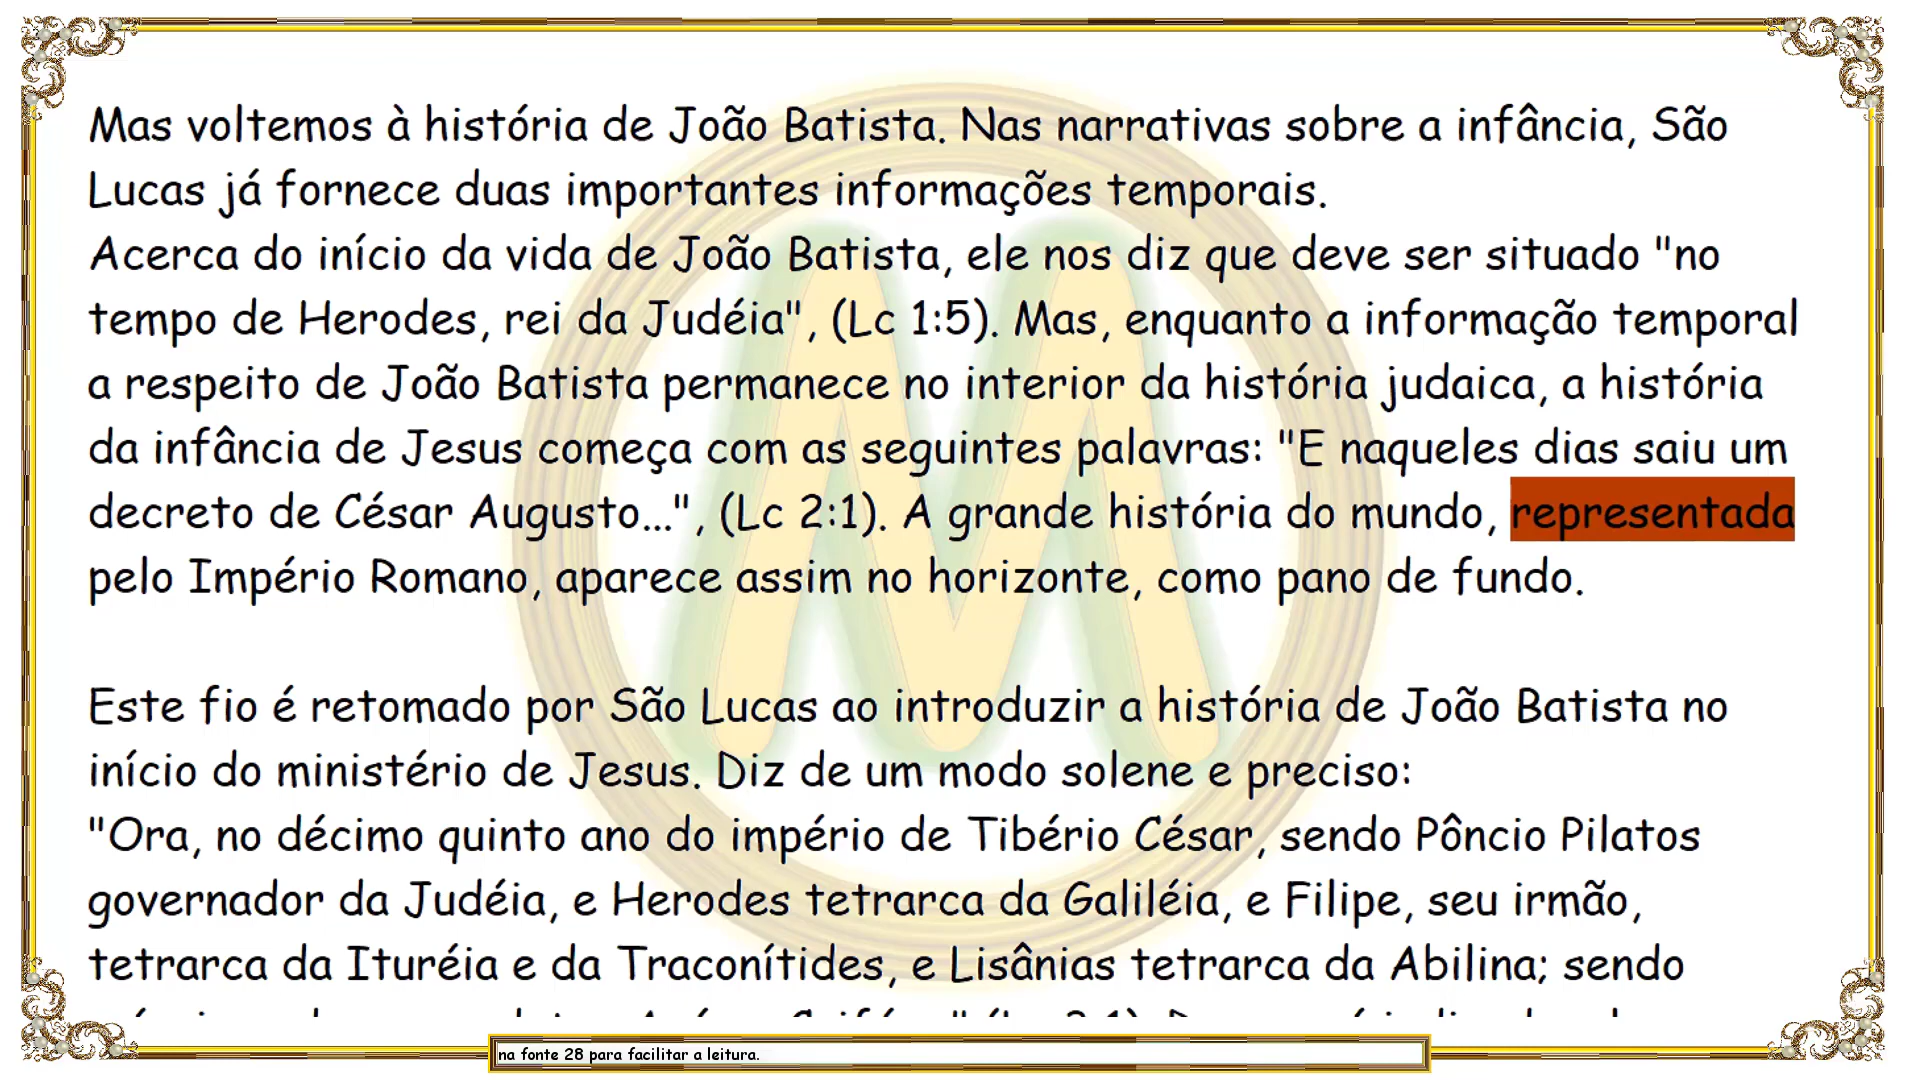 Mas voltemos à história de João Batista. Nas narrativas sobre a infância, São
Lucas já fornece duas importantes informações temporais.
Acerca do início da vida de João Batista, ele nos diz que deve ser situado "no
tempo de Herodes, rei da Judéia", (Lc 1:5). Mas, enquanto a informação temporal
a respeito de João Batista permanece no interior da história judaica, a história
da infância de Jesus começa com as seguintes palavras: "E naqueles dias saiu um
decreto de César Augusto...", (Lc 2:1). A grande história do mundo, representada
pelo Império Romano, aparece assim no horizonte, como pano de fundo.
Este fio é retomado por São Lucas ao introduzir a história de João Batista no
início do ministério de Jesus. Diz de um modo solene e preciso:
"Ora, no décimo quinto ano do império de Tibério César, sendo Pôncio Pilatos
governador da Judéia, e Herodes tetrarca da Galiléia, e Filipe, seu irmão,
tetrarca da Ituréia e da Traconítides, e Lisânias tetrarca da Abilina; sendo
na fonte 28 para facilitar a leitura.